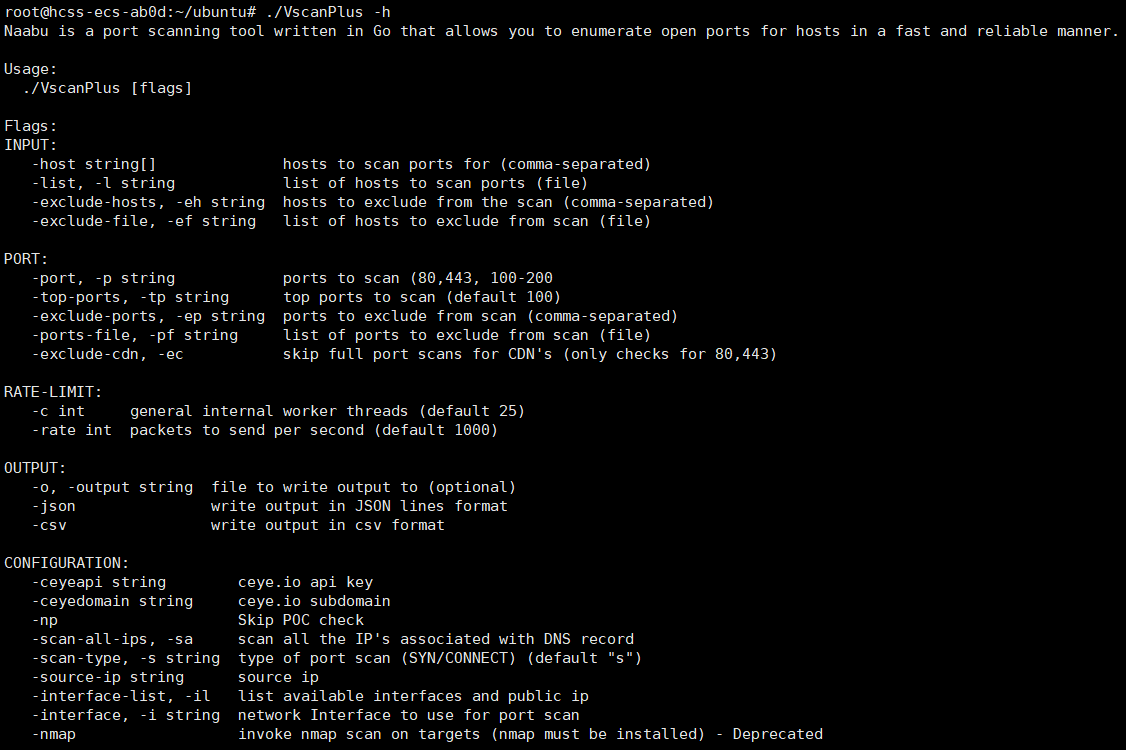 root@hcss-ecs-ab0d:~/ubuntu# ./VscanPlus -h
Naabu is a port scanning tool written in Go that allows you to enumerate open ports for hosts in a fast and reliable manner.

Usage:
  ./VscanPlus [flags]

Flags:
INPUT:
   -host string[]              hosts to scan ports for (comma-separated)
   -list, -l string            list of hosts to scan ports (file)
   -exclude-hosts, -eh string  hosts to exclude from the scan (comma-separated)
   -exclude-file, -ef string   list of hosts to exclude from scan (file)

PORT:
   -port, -p string            ports to scan (80,443, 100-200
   -top-ports, -tp string      top ports to scan (default 100)
   -exclude-ports, -ep string  ports to exclude from scan (comma-separated)
   -ports-file, -pf string     list of ports to exclude from scan (file)
   -exclude-cdn, -ec           skip full port scans for CDN's (only checks for 80,443)

RATE-LIMIT:
   -c int     general internal worker threads (default 25)
   -rate int  packets to send per second (default 1000)

OUTPUT:
   -o, -output string  file to write output to (optional)
   -json               write output in JSON lines format
   -csv                write output in csv format

CONFIGURATION:
   -ceyeapi string        ceye.io api key
   -ceyedomain string     ceye.io subdomain
   -np                    Skip POC check
   -scan-all-ips, -sa     scan all the IP's associated with DNS record
   -scan-type, -s string  type of port scan (SYN/CONNECT) (default "s")
   -source-ip string      source ip
   -interface-list, -il   list available interfaces and public ip
   -interface, -i string  network Interface to use for port scan
   -nmap                  invoke nmap scan on targets (nmap must be installed) - Deprecated